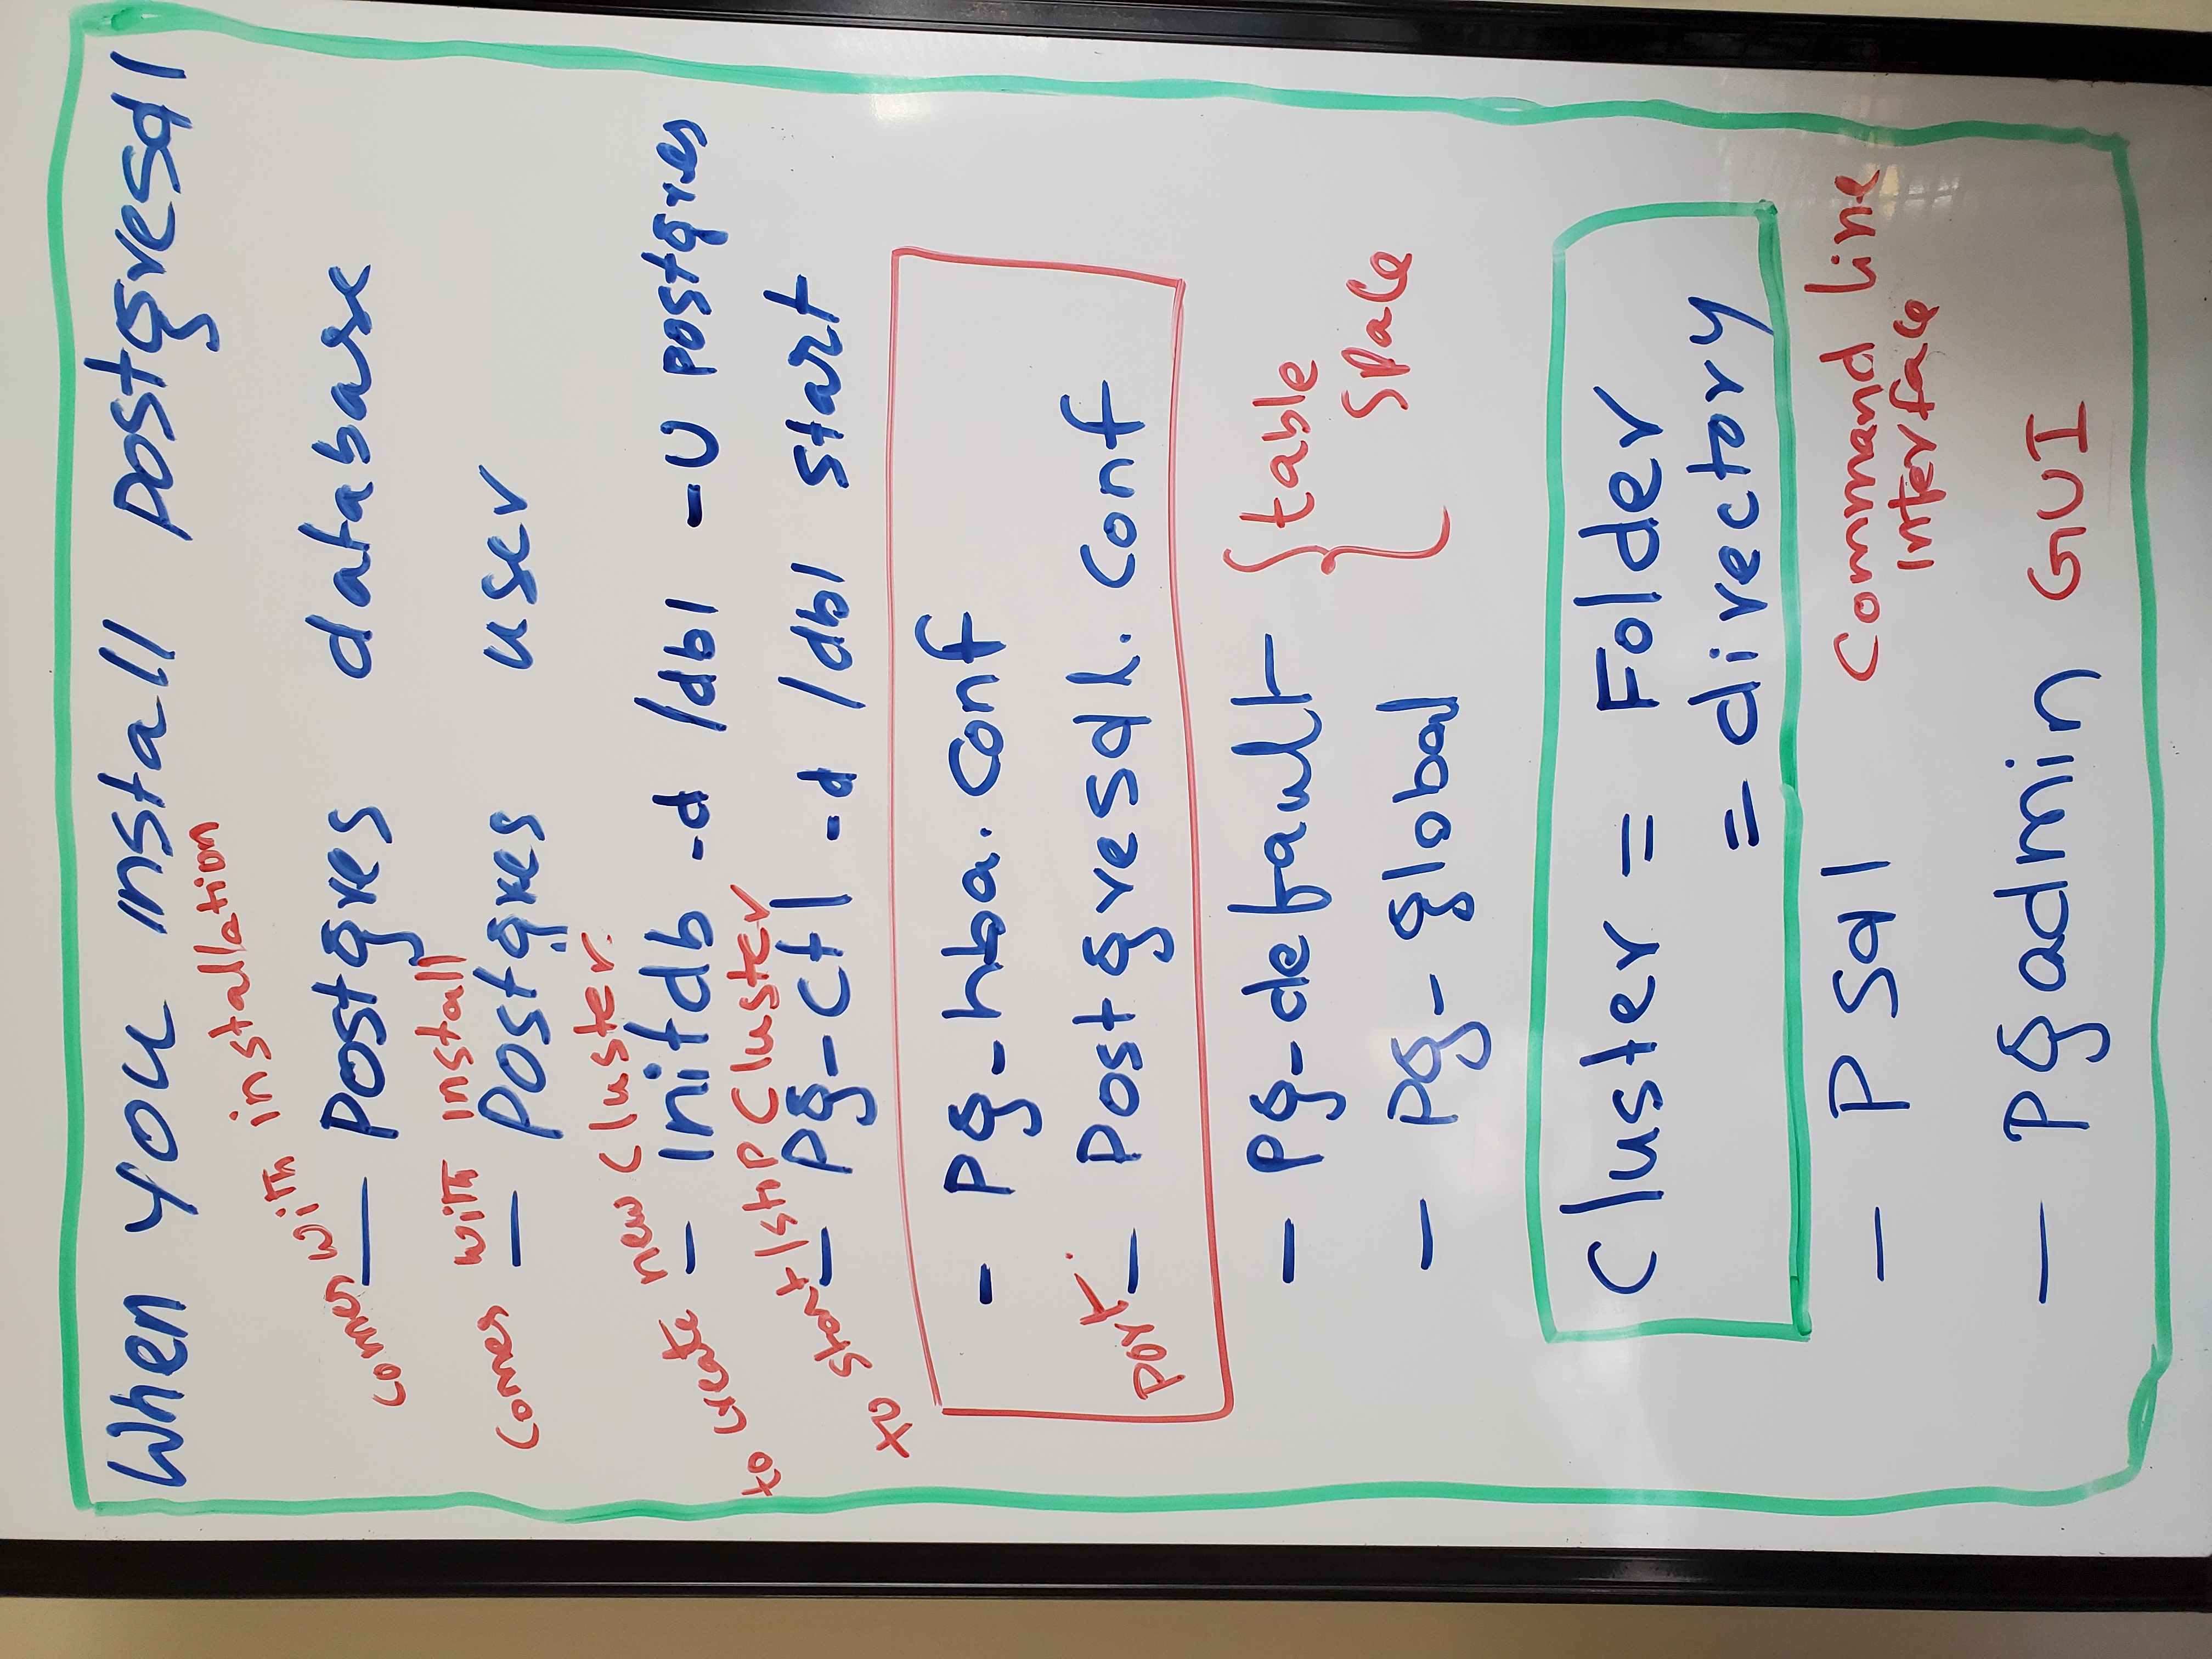 When you install postgresql
comes with installation
— Postgres database
comes with install
— Postgres user
to create new cluster.
- Initdb -d /db1 -U postgres
to start/stop Cluster
- Pg-ctl -d /db1 start
- Pg_hba.conf
port - Postgresql.conf
- Pg-default { table
space
- Pg-global
Cluster = Folder
= directory
- Psql Command line
Interface
- Pgadmin GUI